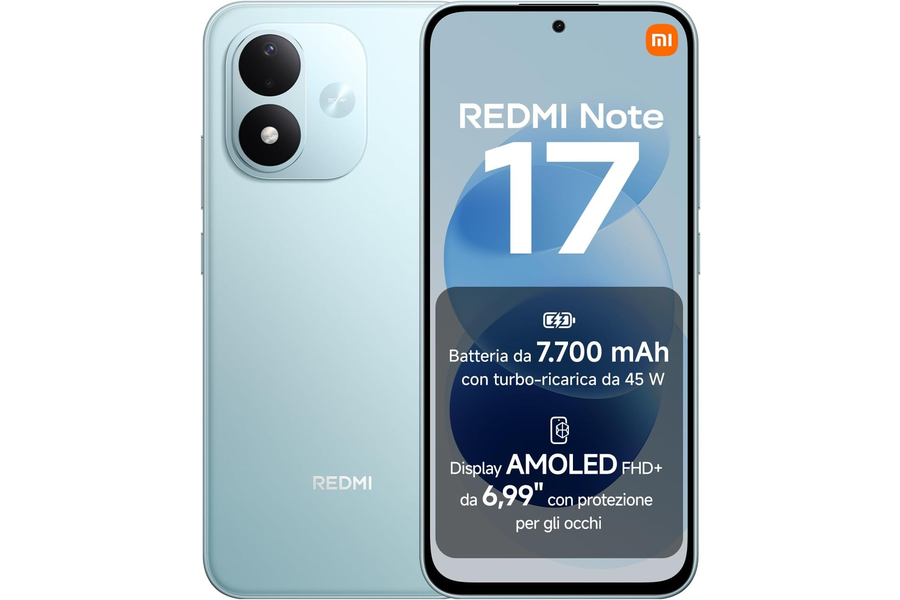 REDMI Note
17
Batteria da 7.700 mAh
con turbo-ricarica da 45 W
Display AMOLED FHD+
da 6,99" con protezione
per gli occhi
REDMI